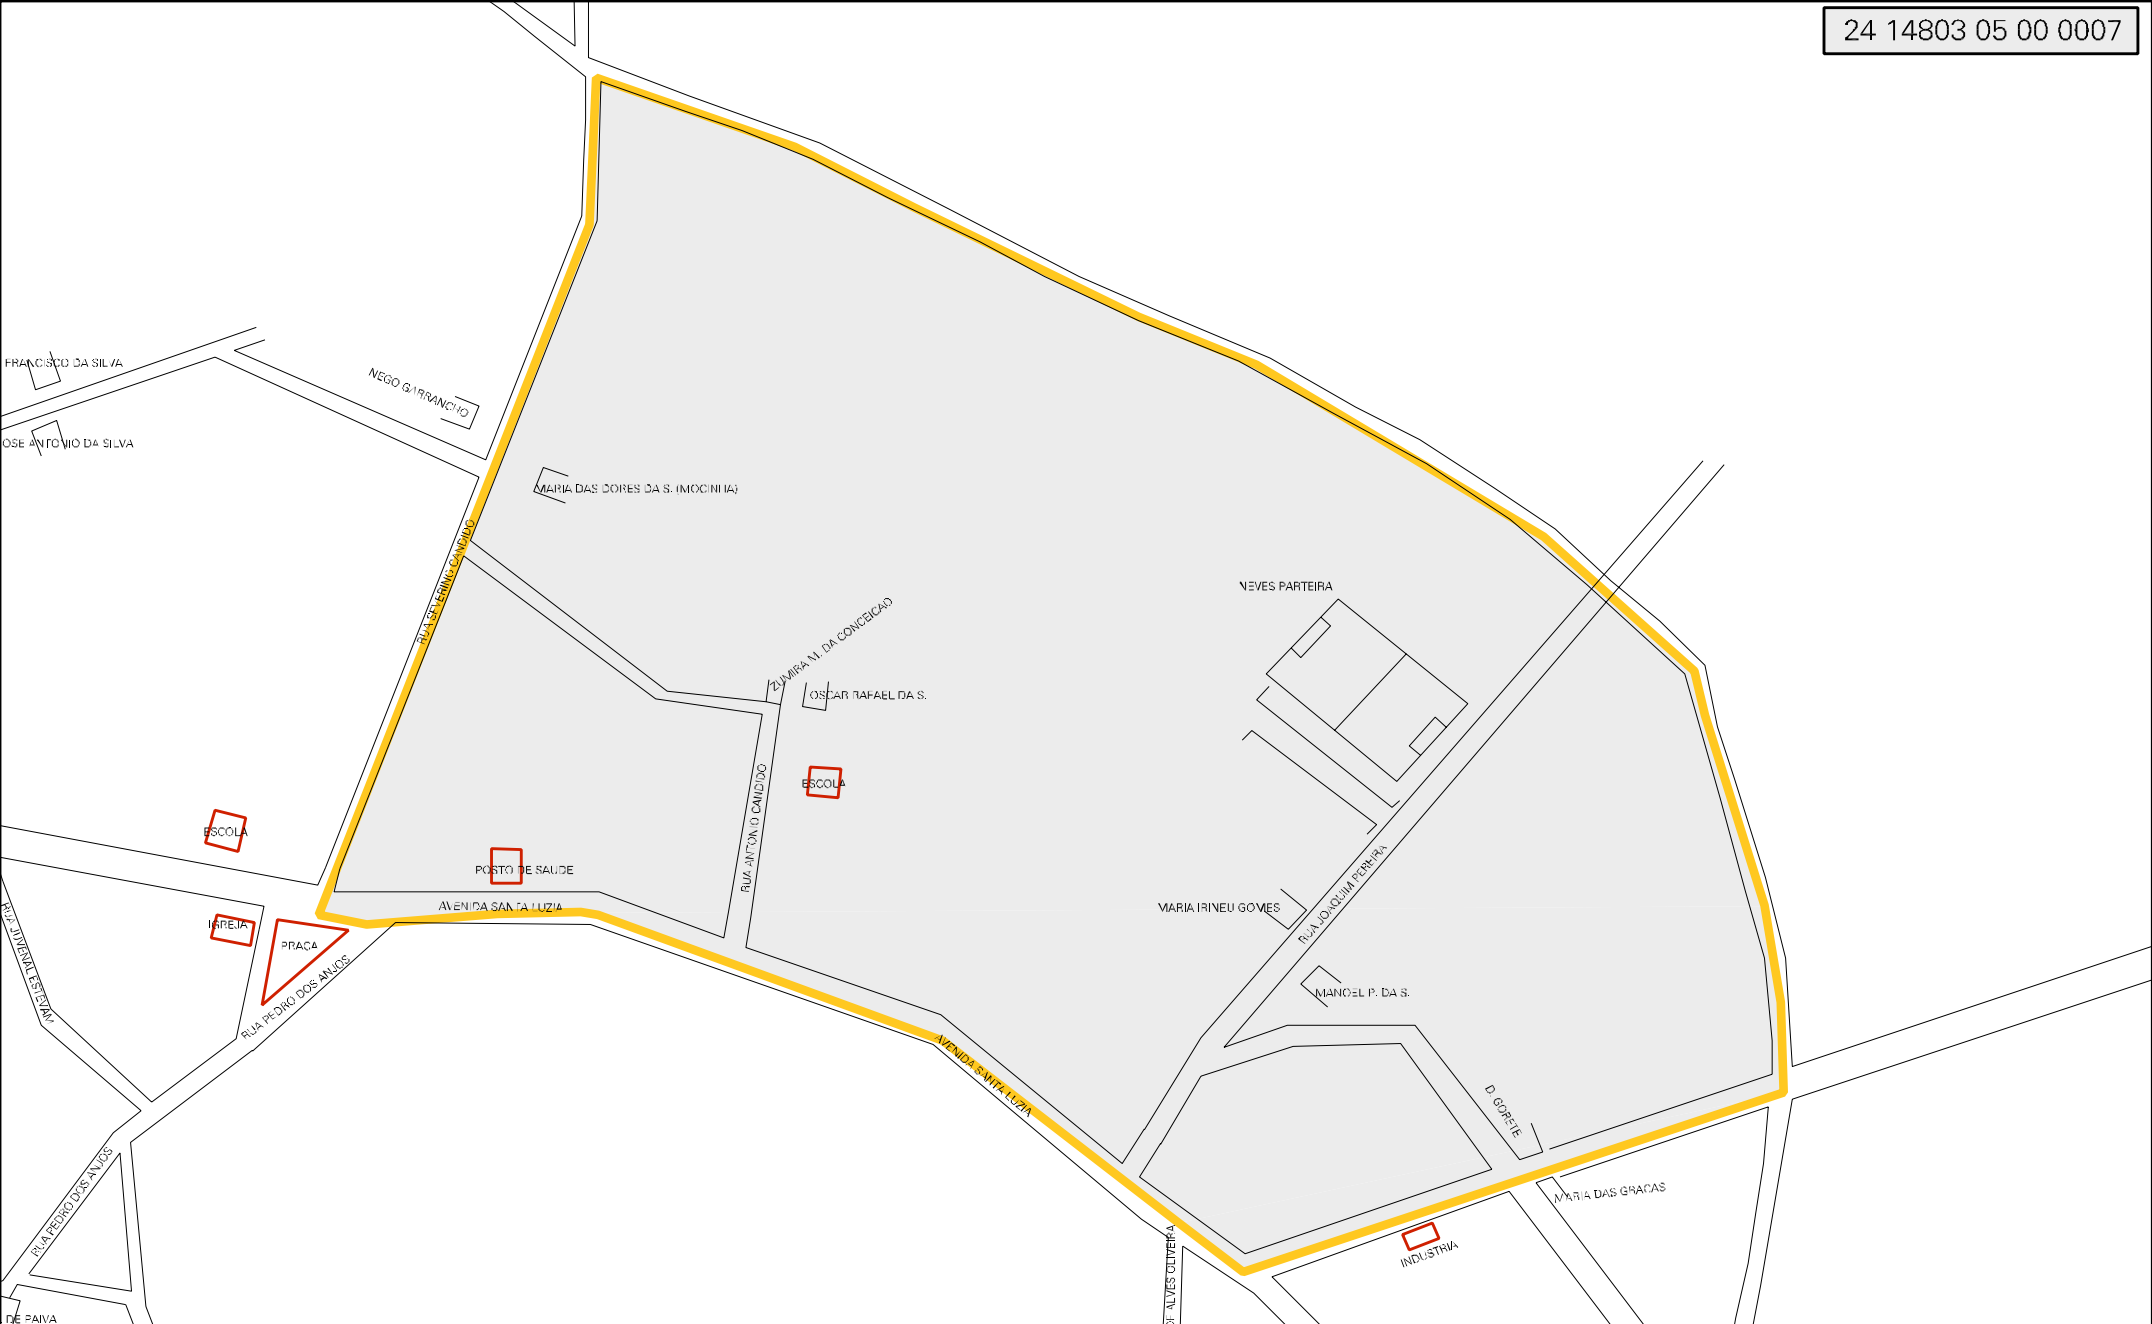 24 14803 05 00 0007
FRANCISCO DA SILVA
NEGO GARRANCHO
OSE ANTONIO DA SILVA
MARIA DAS DORES DA S. (MOCINHA)
RUA SEVERINO CANDIDO
NEVES PARTEIRA
ZUMIRA M. DA CONCEICAO
OSCAR RAFAEL DA S.
ESCOLA
RUA ANTONIO CANDIDO
ESCOLA
POSTO DE SAUDE
RUA JOAQUIM PEREIRA
AVENIDA SANTA LUZIA
MARIA IRINEU GOMES
IGREJA
PRAÇA
RUA JUVENAL ESTEVAM
RUA PEDRO DOS ANJOS
MANOEL P. DA S.
AVENIDA SANTA LUZIA
D. GORETE
RUA PEDRO DOS ANJOS
MARIA DAS GRACAS
INDUSTRIA
ALVES OLIVEIRA
DE PAIVA